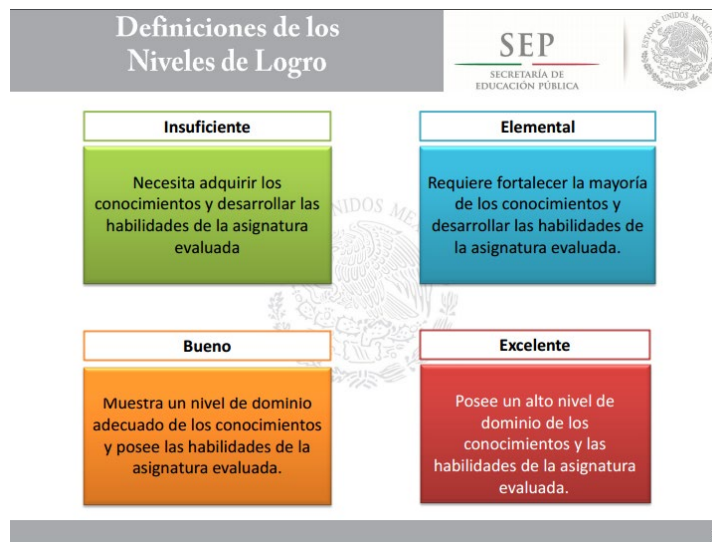 Definiciones de los
Niveles de Logro
SEP
SECRETARÍA DE
EDUCACIÓN PÚBLICA
ESTADOS UNIDOS MEXICANOS
Insuficiente
Necesita adquirir los
conocimientos y desarrollar las
habilidades de la asignatura
evaluada
Elemental
Requiere fortalecer la mayoría
de los conocimientos y
desarrollar las habilidades de
la asignatura evaluada.
Bueno
Muestra un nivel de dominio
adecuado de los conocimientos
y posee las habilidades de la
asignatura evaluada.
Excelente
Posee un alto nivel de
dominio de los
conocimientos y las
habilidades de la asignatura
evaluada.